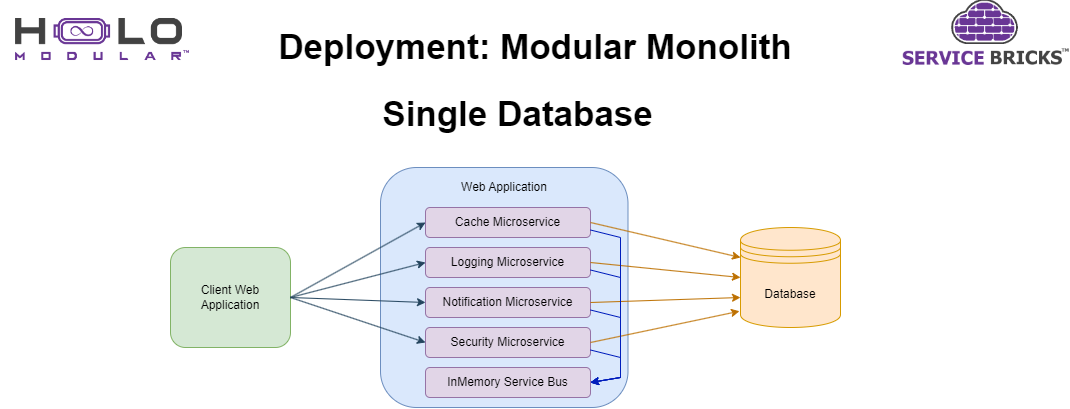 HOLO
MODULAR™
Deployment: Modular Monolith
SERVICE BRICKS™
Single Database
Web Application
Cache Microservice
Logging Microservice
Notification Microservice
Security Microservice
InMemory Service Bus
Client Web
Application
Database